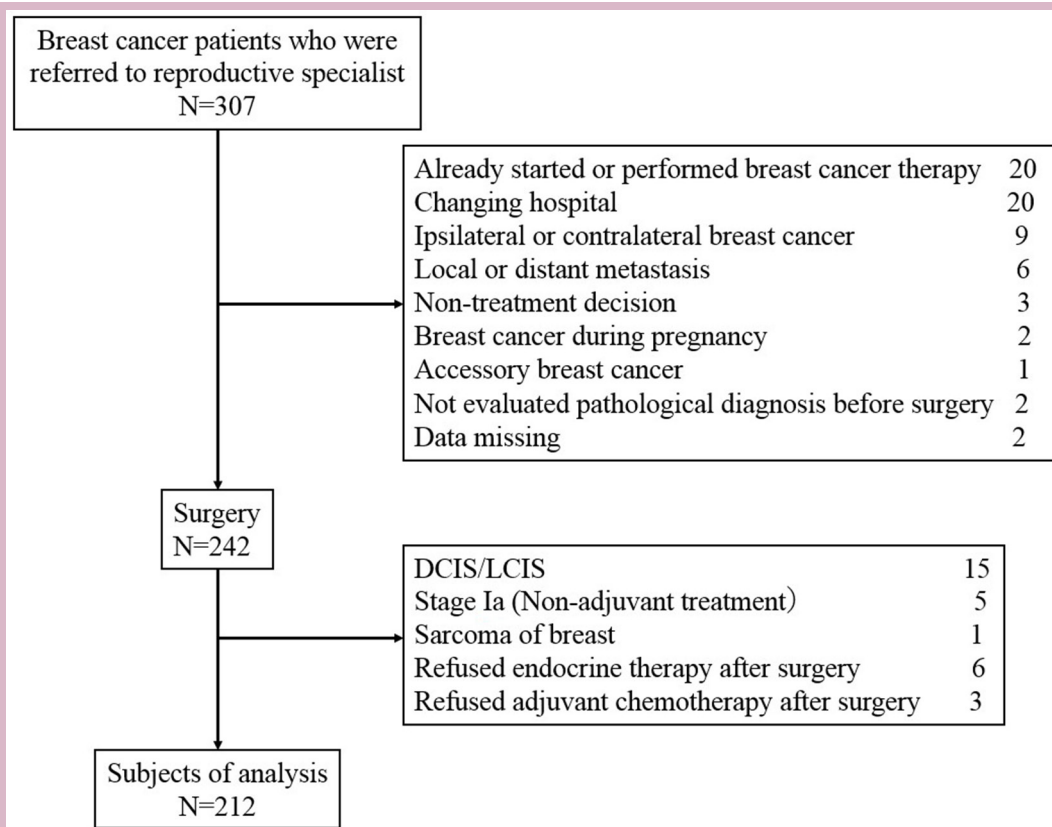 Breast cancer patients who were
referred to reproductive specialist
N=307
Already started or performed breast cancer therapy 20
Changing hospital 20
Ipsilateral or contralateral breast cancer 9
Local or distant metastasis 6
Non-treatment decision 3
Breast cancer during pregnancy 2
Accessory breast cancer 1
Not evaluated pathological diagnosis before surgery 2
Data missing 2
Surgery
N=242
DCIS/LCIS 15
Stage Ia (Non-adjuvant treatment） 5
Sarcoma of breast 1
Refused endocrine therapy after surgery 6
Refused adjuvant chemotherapy after surgery 3
Subjects of analysis
N=212